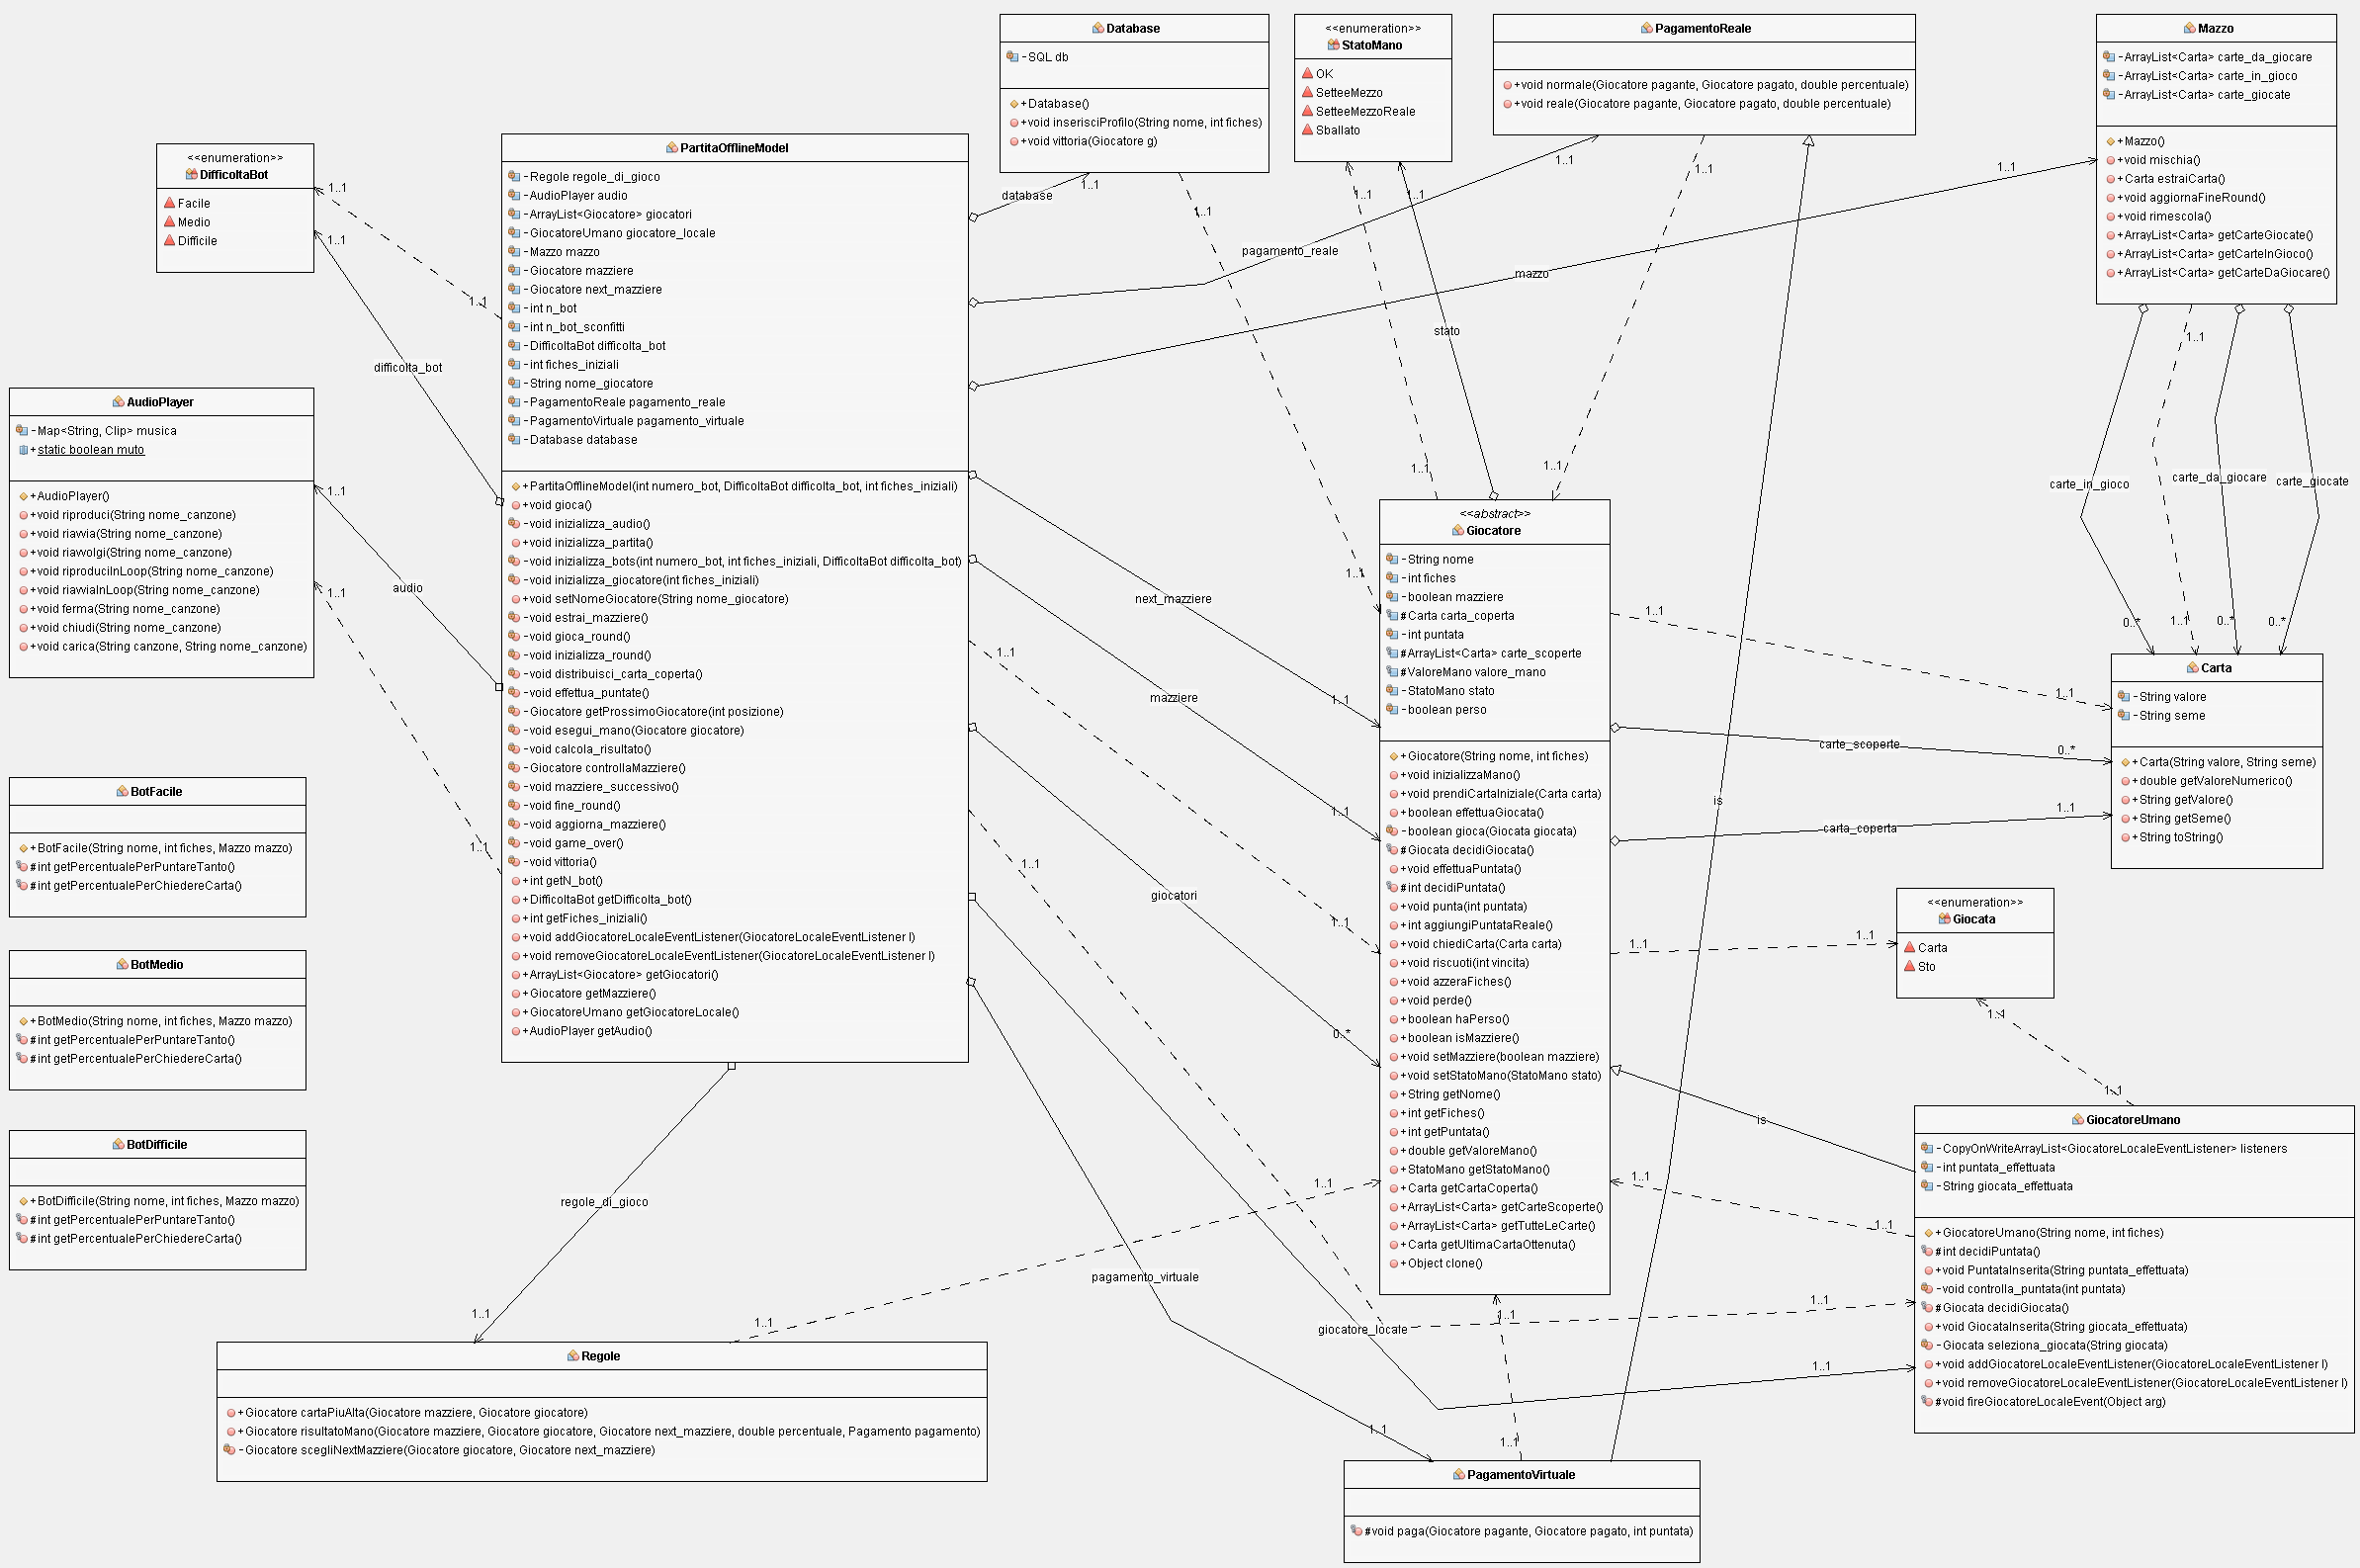 Database
-SQL db
+Database()
+void inserisciProfilo(String nome, int fiches)
+void vittoria(Giocatore g)
<<enumeration>>
StatoMano
OK
SetteeMezzo
SetteeMezzoReale
Sballato
PagamentoReale
+void normale(Giocatore pagante, Giocatore pagato, double percentuale)
+void reale(Giocatore pagante, Giocatore pagato, double percentuale)
Mazzo
-ArrayList<Carta> carte_da_giocare
-ArrayList<Carta> carte_in_gioco
-ArrayList<Carta> carte_giocate
+Mazzo()
+void mischia()
+Carta estraiCarta()
+void aggiornaFineRound()
+void rimescola()
+ArrayList<Carta> getCarteGiocate()
+ArrayList<Carta> getCarteInGioco()
+ArrayList<Carta> getCarteDaGiocare()
<<enumeration>>
DifficoltaBot
Facile
Medio
Difficile
PartitaOfflineModel
-Regole regole_di_gioco
-AudioPlayer audio
-ArrayList<Giocatore> giocatori
-GiocatoreUmano giocatore_locale
-Mazzo mazzo
-Giocatore mazziere
-Giocatore next_mazziere
-int n_bot
-int n_bot_sconfitti
-DifficoltaBot difficolta_bot
-int fiches_iniziali
-String nome_giocatore
-PagamentoReale pagamento_reale
-PagamentoVirtuale pagamento_virtuale
-Database database
+PartitaOfflineModel(int numero_bot, DifficoltaBot difficolta_bot, int fiches_iniziali)
+void gioca()
-void inizializza_audio()
+void inizializza_partita()
-void inizializza_bots(int numero_bot, int fiches_iniziali, DifficoltaBot difficolta_bot)
-void inizializza_giocatore(int fiches_iniziali)
+void setNomeGiocatore(String nome_giocatore)
-void estrai_mazziere()
-void gioca_round()
-void inizializza_round()
-void distribuisci_carta_coperta()
-void effettua_puntate()
-Giocatore getProssimoGiocatore(int posizione)
-void esegui_mano(Giocatore giocatore)
-void calcola_risultato()
-Giocatore controllaMazziere()
-void mazziere_successivo()
-void fine_round()
-void aggiorna_mazziere()
-void game_over()
-void vittoria()
+int getN_bot()
+DifficoltaBot getDifficolta_bot()
+int getFiches_iniziali()
+void addGiocatoreLocaleEventListener(GiocatoreLocaleEventListener l)
+void removeGiocatoreLocaleEventListener(GiocatoreLocaleEventListener l)
+ArrayList<Giocatore> getGiocatori()
+Giocatore getMazziere()
+GiocatoreUmano getGiocatoreLocale()
+AudioPlayer getAudio()
AudioPlayer
-Map<String, Clip> musica
+static boolean muto
+AudioPlayer()
+void riproduci(String nome_canzone)
+void riavvia(String nome_canzone)
+void riavvolgi(String nome_canzone)
+void riproduciInLoop(String nome_canzone)
+void riavviaInLoop(String nome_canzone)
+void ferma(String nome_canzone)
+void chiudi(String nome_canzone)
+void carica(String canzone, String nome_canzone)
BotFacile
+BotFacile(String nome, int fiches, Mazzo mazzo)
#int getPercentualePerPuntareTanto()
#int getPercentualePerChiedereCarta()
BotMedio
+BotMedio(String nome, int fiches, Mazzo mazzo)
#int getPercentualePerPuntareTanto()
#int getPercentualePerChiedereCarta()
BotDifficile
+BotDifficile(String nome, int fiches, Mazzo mazzo)
#int getPercentualePerPuntareTanto()
#int getPercentualePerChiedereCarta()
<<abstract>>
Giocatore
-String nome
-int fiches
-boolean mazziere
#Carta carta_coperta
-int puntata
#ArrayList<Carta> carte_scoperte
#ValoreMano valore_mano
-StatoMano stato
-boolean perso
+Giocatore(String nome, int fiches)
+void inizializzaMano()
+void prendiCartaIniziale(Carta carta)
+boolean effettuaGiocata()
-boolean gioca(Giocata giocata)
#Giocata decidiGiocata()
+void effettuaPuntata()
#int decidiPuntata()
+void punta(int puntata)
+int aggiungiPuntataReale()
+void chiediCarta(Carta carta)
+void riscuoti(int vincita)
+void azzeraFiches()
+void perde()
+boolean haPerso()
+boolean isMazziere()
+void setMazziere(boolean mazziere)
+void setStatoMano(StatoMano stato)
+String getNome()
+int getFiches()
+int getPuntata()
+double getValoreMano()
+StatoMano getStatoMano()
+Carta getCartaCoperta()
+ArrayList<Carta> getCarteScoperte()
+ArrayList<Carta> getTutteLeCarte()
+Carta getUltimaCartaOttenuta()
+Object clone()
Carta
-String valore
-String seme
+Carta(String valore, String seme)
+double getValoreNumerico()
+String getValore()
+String getSeme()
+String toString()
<<enumeration>>
Giocata
Carta
Sto
GiocatoreUmano
-CopyOnWriteArrayList<GiocatoreLocaleEventListener> listeners
-int puntata_effettuata
-String giocata_effettuata
+GiocatoreUmano(String nome, int fiches)
#int decidiPuntata()
+void PuntataInserita(String puntata_effettuata)
-void controlla_puntata(int puntata)
#Giocata decidiGiocata()
+void GiocataInserita(String giocata_effettuata)
-Giocata seleziona_giocata(String giocata)
+void addGiocatoreLocaleEventListener(GiocatoreLocaleEventListener l)
+void removeGiocatoreLocaleEventListener(GiocatoreLocaleEventListener l)
#void fireGiocatoreLocaleEvent(Object arg)
Regole
+Giocatore cartaPiuAlta(Giocatore mazziere, Giocatore giocatore)
+Giocatore risultatoMano(Giocatore mazziere, Giocatore giocatore, Giocatore next_mazziere, double percentuale, Pagamento pagamento)
-Giocatore scegliNextMazziere(Giocatore giocatore, Giocatore next_mazziere)
PagamentoVirtuale
#void paga(Giocatore pagante, Giocatore pagato, int puntata)
database
1..1
1..1
1..1
pagamento_reale
1..1
mazzo
1..1
stato
1..1
1..1
1..1
1..1
1..1
1..1
1..1
difficolta_bot
1..1
audio
1..1
1..1
1..1
next_mazziere
1..1
mazziere
1..1
1..1
1..1
giocatori
0..*
1..1
giocatore_locale
1..1
1..1
pagamento_virtuale
1..1
regole_di_gioco
1..1
1..1
1..1
1..1
1..1
is
is
1..1
1..1
1..1
1..1
1..1
1..1
1..1
1..1
carte_scoperte
0..*
carta_coperta
1..1
carte_in_gioco
0..*
1..1
1..1
carte_da_giocare
0..*
carte_giocate
0..*